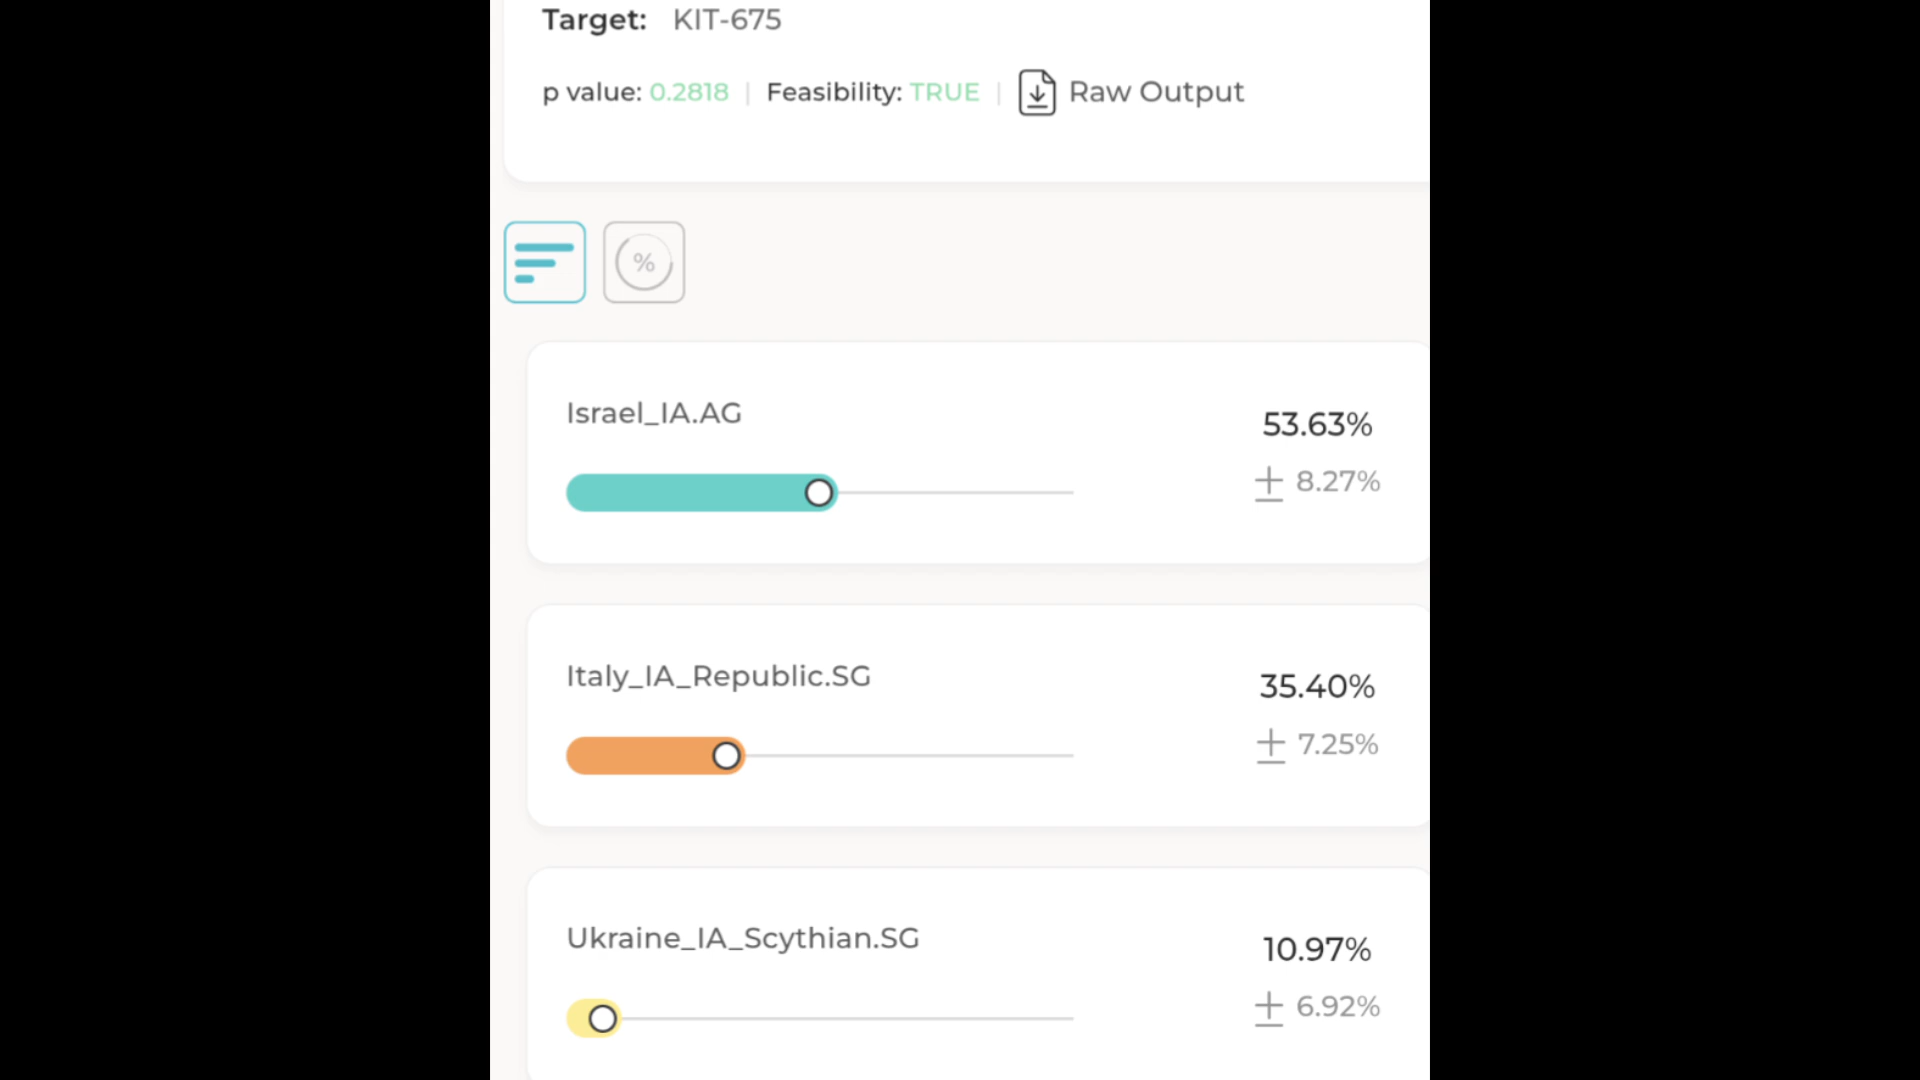 Target: KIT-675
p value: 0.2818 | Feasibility: TRUE | Raw Output
%
Israel_IA.AG
53.63%
± 8.27%
Italy_IA_Republic.SG
35.40%
± 7.25%
Ukraine_IA_Scythian.SG
10.97%
± 6.92%